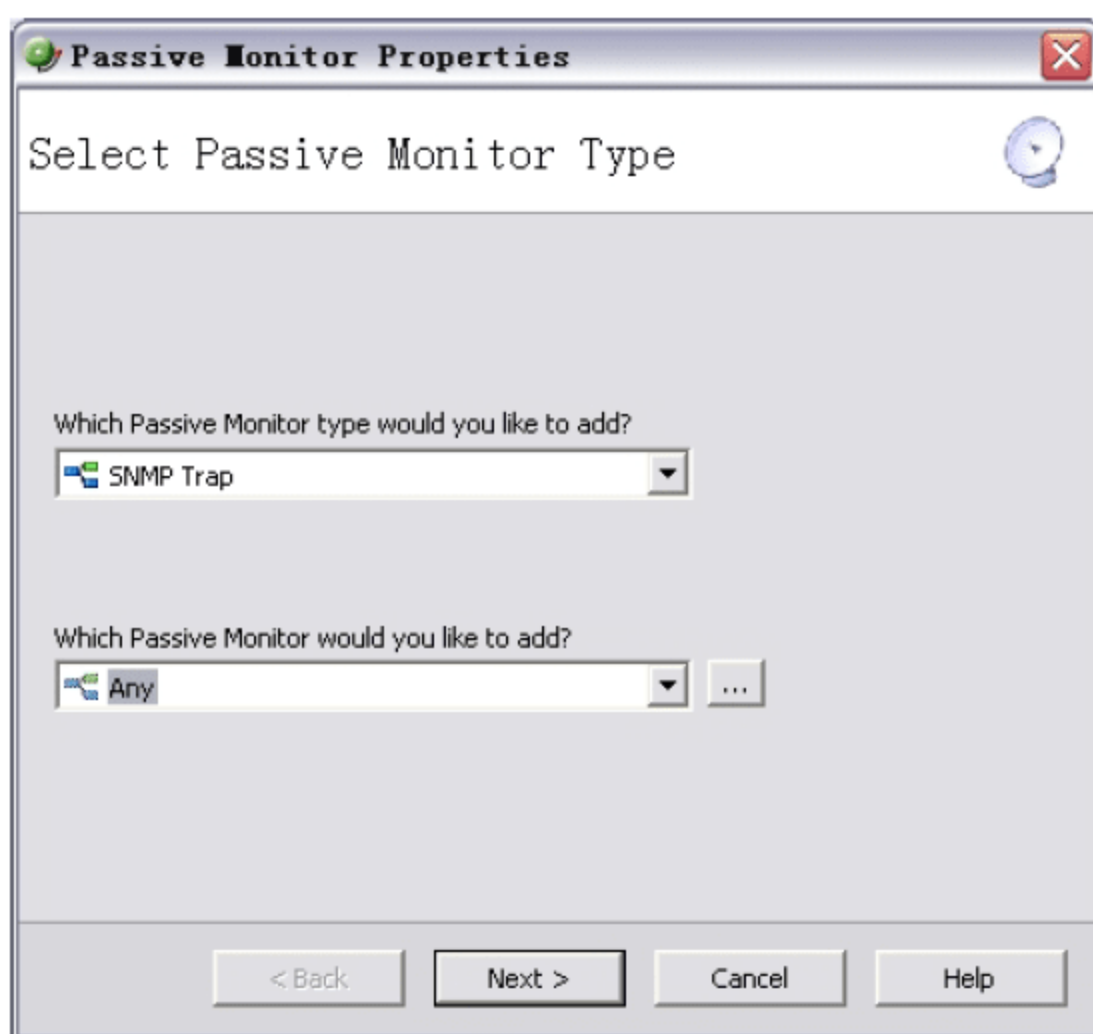 Passive Monitor Properties
Select Passive Monitor Type
Which Passive Monitor type would you like to add?
SNMP Trap
Which Passive Monitor would you like to add?
Any
...
< Back
Next >
Cancel
Help